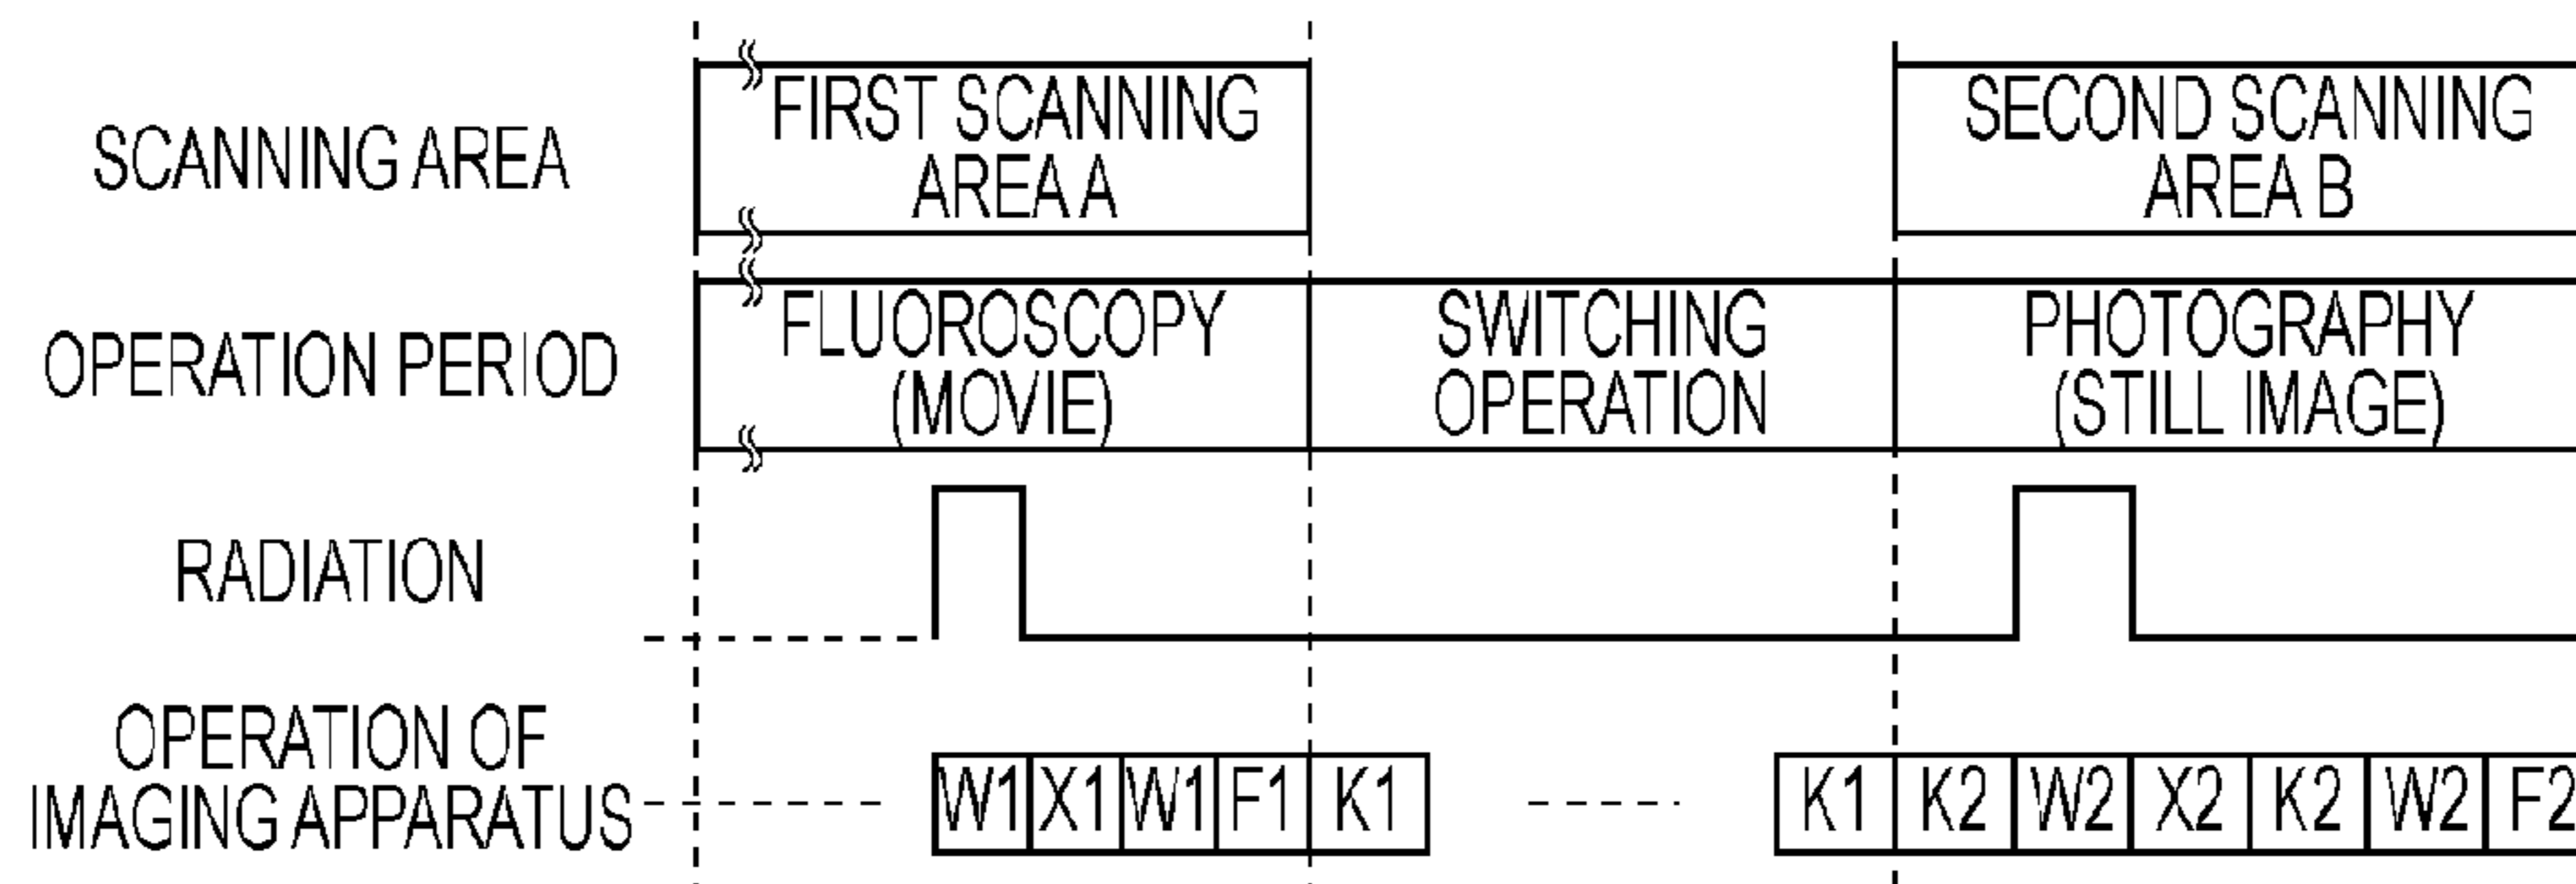 SCANNING AREA
FIRST SCANNING
AREA A
SECOND SCANNING
AREA B
OPERATION PERIOD
FLUOROSCOPY
(MOVIE)
SWITCHING
OPERATION
PHOTOGRAPHY
(STILL IMAGE)
RADIATION
OPERATION OF
IMAGING APPARATUS
W1 X1 W1 F1 K1 K1 K2 W2 X2 K2 W2 F2